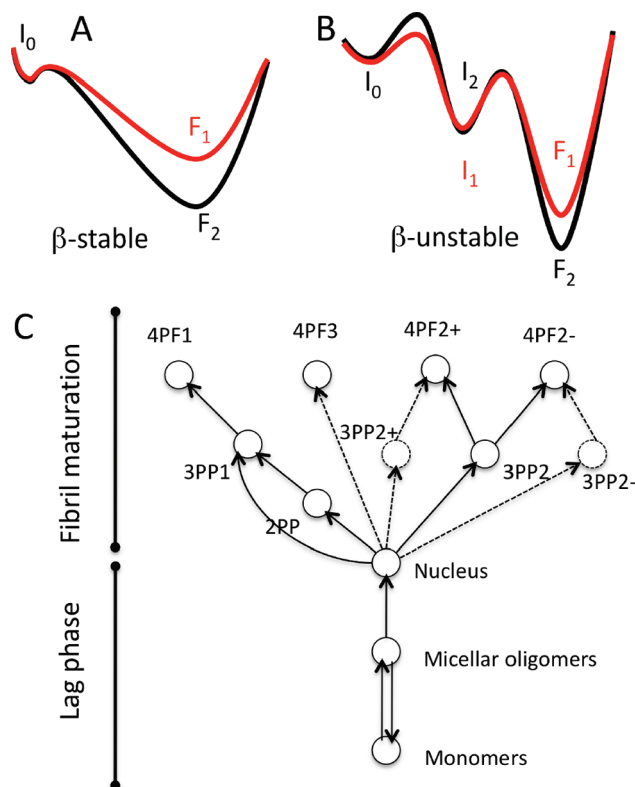 A
I0
F1
F2
β-stable
B
I0
I2
I1
F1
F2
β-unstable
C
Fibril maturation
Lag phase
4PF1
4PF3
4PF2+
4PF2-
3PP1
3PP2+
3PP2
3PP2-
2PP
Nucleus
Micellar oligomers
Monomers